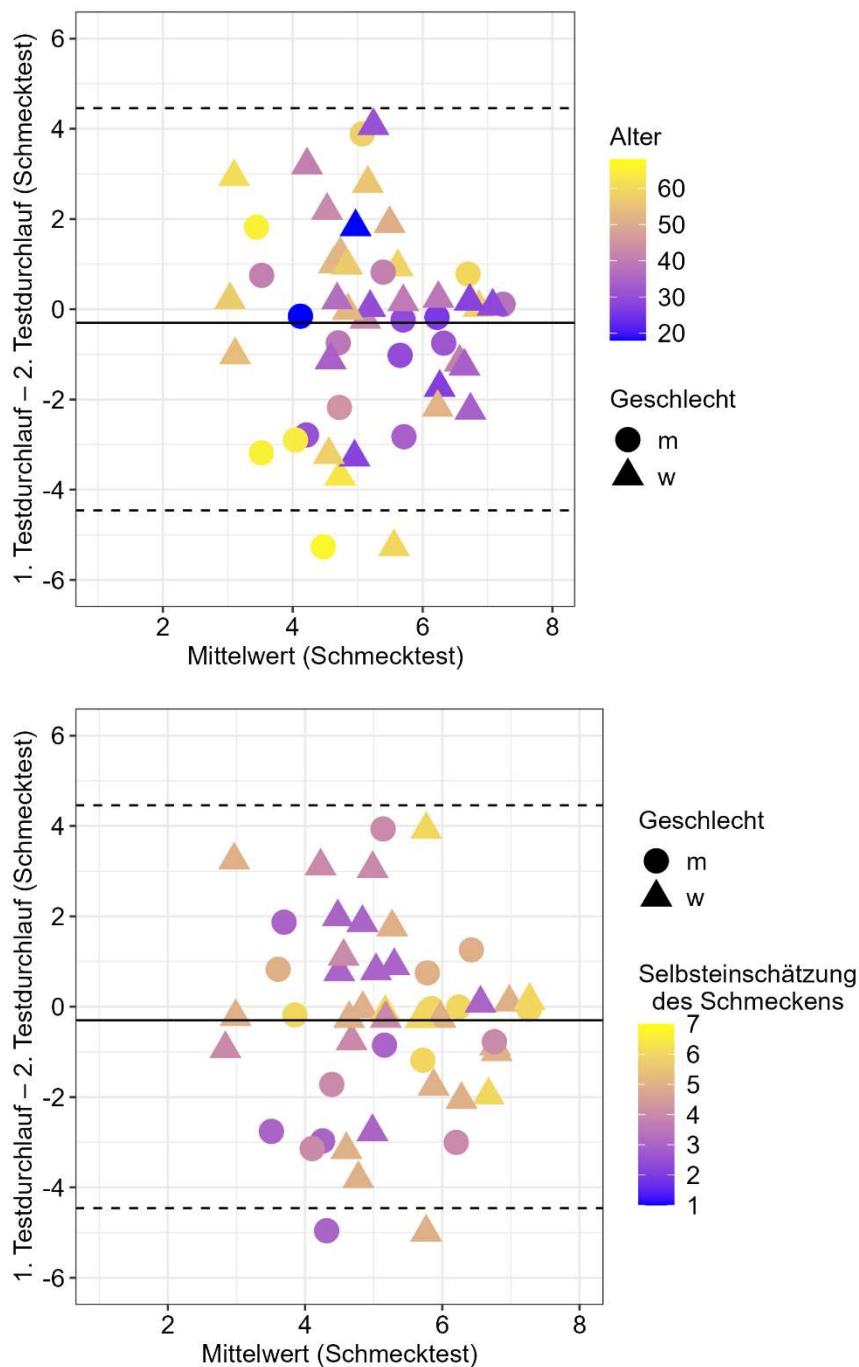 1. Testdurchlauf – 2. Testdurchlauf (Schmecktest)
6
4
2
0
-2
-4
-6
2
4
6
8
Mittelwert (Schmecktest)
Alter
60
50
40
30
20
Geschlecht
m
w
1. Testdurchlauf – 2. Testdurchlauf (Schmecktest)
6
4
2
0
-2
-4
-6
2
4
6
8
Mittelwert (Schmecktest)
Geschlecht
m
w
Selbsteinschätzung
des Schmeckens
7
6
5
4
3
2
1